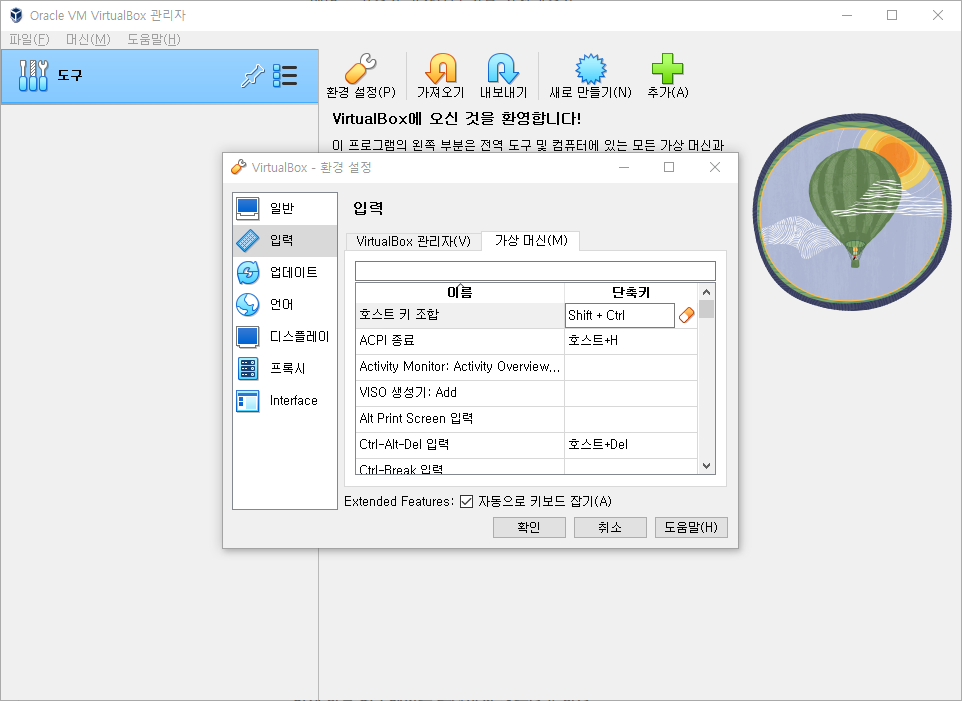 Oracle VM VirtualBox 관리자
파일(F) 머신(M) 도움말(H)
도구
환경 설정(P) 가져오기 내보내기 새로 만들기(N) 추가(A)
VirtualBox에 오신 것을 환영합니다!
이 프로그램의 왼쪽 부분은 전역 도구 및 컴퓨터에 있는 모든 가상 머신과
VirtualBox - 환경 설정
일반
입력
업데이트
언어
디스플레이
프록시
Interface
입력
VirtualBox 관리자(V) 가상 머신(M)
이름 단축키
호스트 키 조합 Shift + Ctrl
ACPI 종료 호스트+H
Activity Monitor: Activity Overview...
VISO 생성기: Add
Alt Print Screen 입력
Ctrl-Alt-Del 입력 호스트+Del
Ctrl-Break 입력
Extended Features: 자동으로 키보드 잡기(A)
확인 취소 도움말(H)